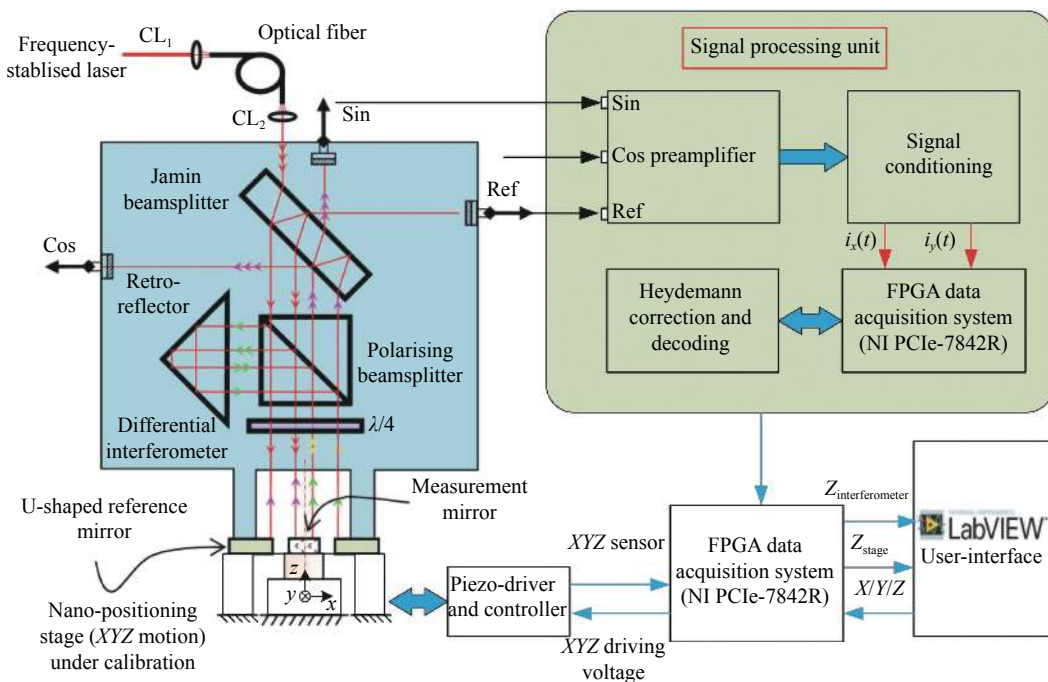 CL1
Optical fiber
Frequency-
stablised laser
CL2
Sin
Jamin
beamsplitter
Ref
Cos
Retro-
reflector
Polarising
beamsplitter
Differential
interferometer
λ/4
Measurement
mirror
U-shaped reference
mirror
z
y
x
Nano-positioning
stage (XYZ motion)
under calibration
Signal processing unit
Sin
Cos preamplifier
Ref
Signal
conditioning
ix(t)
iy(t)
Heydemann
correction and
decoding
FPGA data
acquisition system
(NI PCIe-7842R)
Piezo-driver
and controller
XYZ sensor
XYZ driving
voltage
FPGA data
acquisition system
(NI PCIe-7842R)
Zinterferometer
Zstage
X/Y/Z
LabVIEW
User-interface